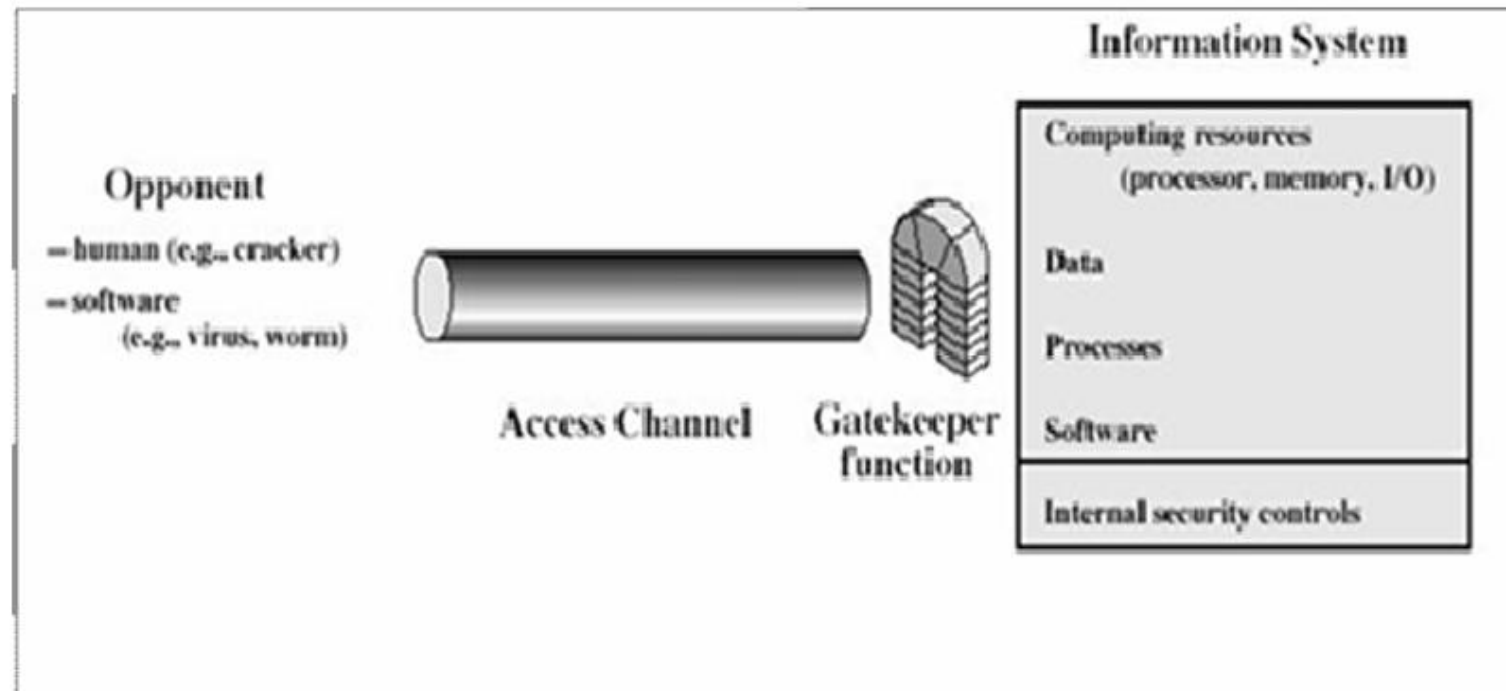 Information System
Opponent
–human (e.g., cracker)
–software
(e.g., virus, worm)
Access Channel
Gatekeeper
function
Computing resources
(processor, memory, I/O)
Data
Processes
Software
Internal security controls